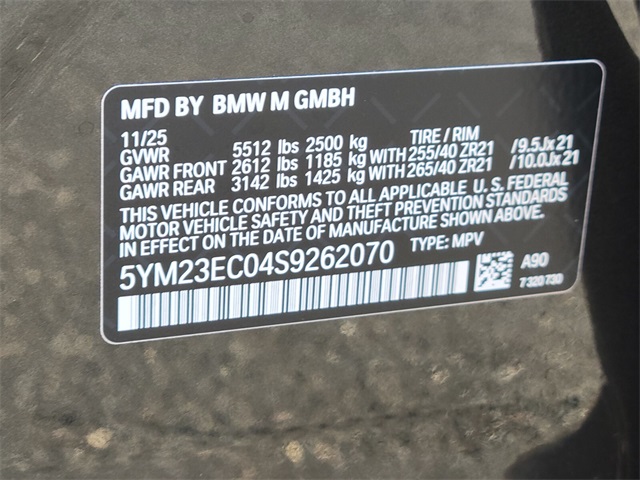 MFD BY BMW M GMBH
11/25 TIRE / RIM
GVWR 5512 lbs 2500 kg
GAWR FRONT 2612 lbs 1185 kg WITH 255/40 ZR21 /9.5Jx21
GAWR REAR 3142 lbs 1425 kg WITH 265/40 ZR21 /10.0Jx21
THIS VEHICLE CONFORMS TO ALL APPLICABLE U.S. FEDERAL
MOTOR VEHICLE SAFETY AND THEFT PREVENTION STANDARDS
IN EFFECT ON THE DATE OF MANUFACTURE SHOWN ABOVE.
5YM23EC04S9262070 TYPE: MPV
A90
7320730